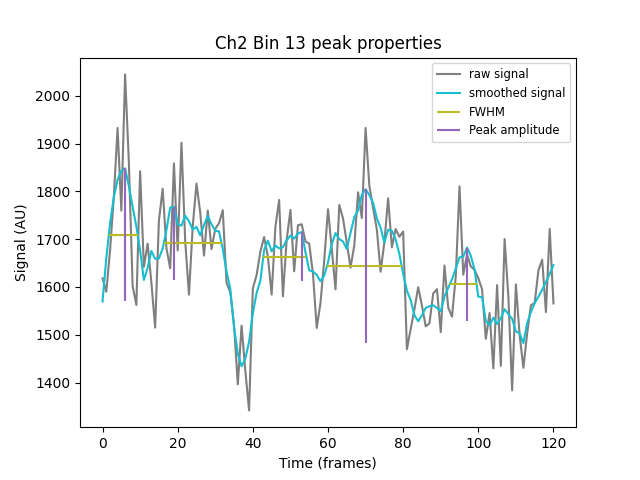 Ch2 Bin 13 peak properties
raw signal
smoothed signal
FWHM
Peak amplitude
Signal (AU)
2000
1900
1800
1700
1600
1500
1400
0 20 40 60 80 100 120
Time (frames)